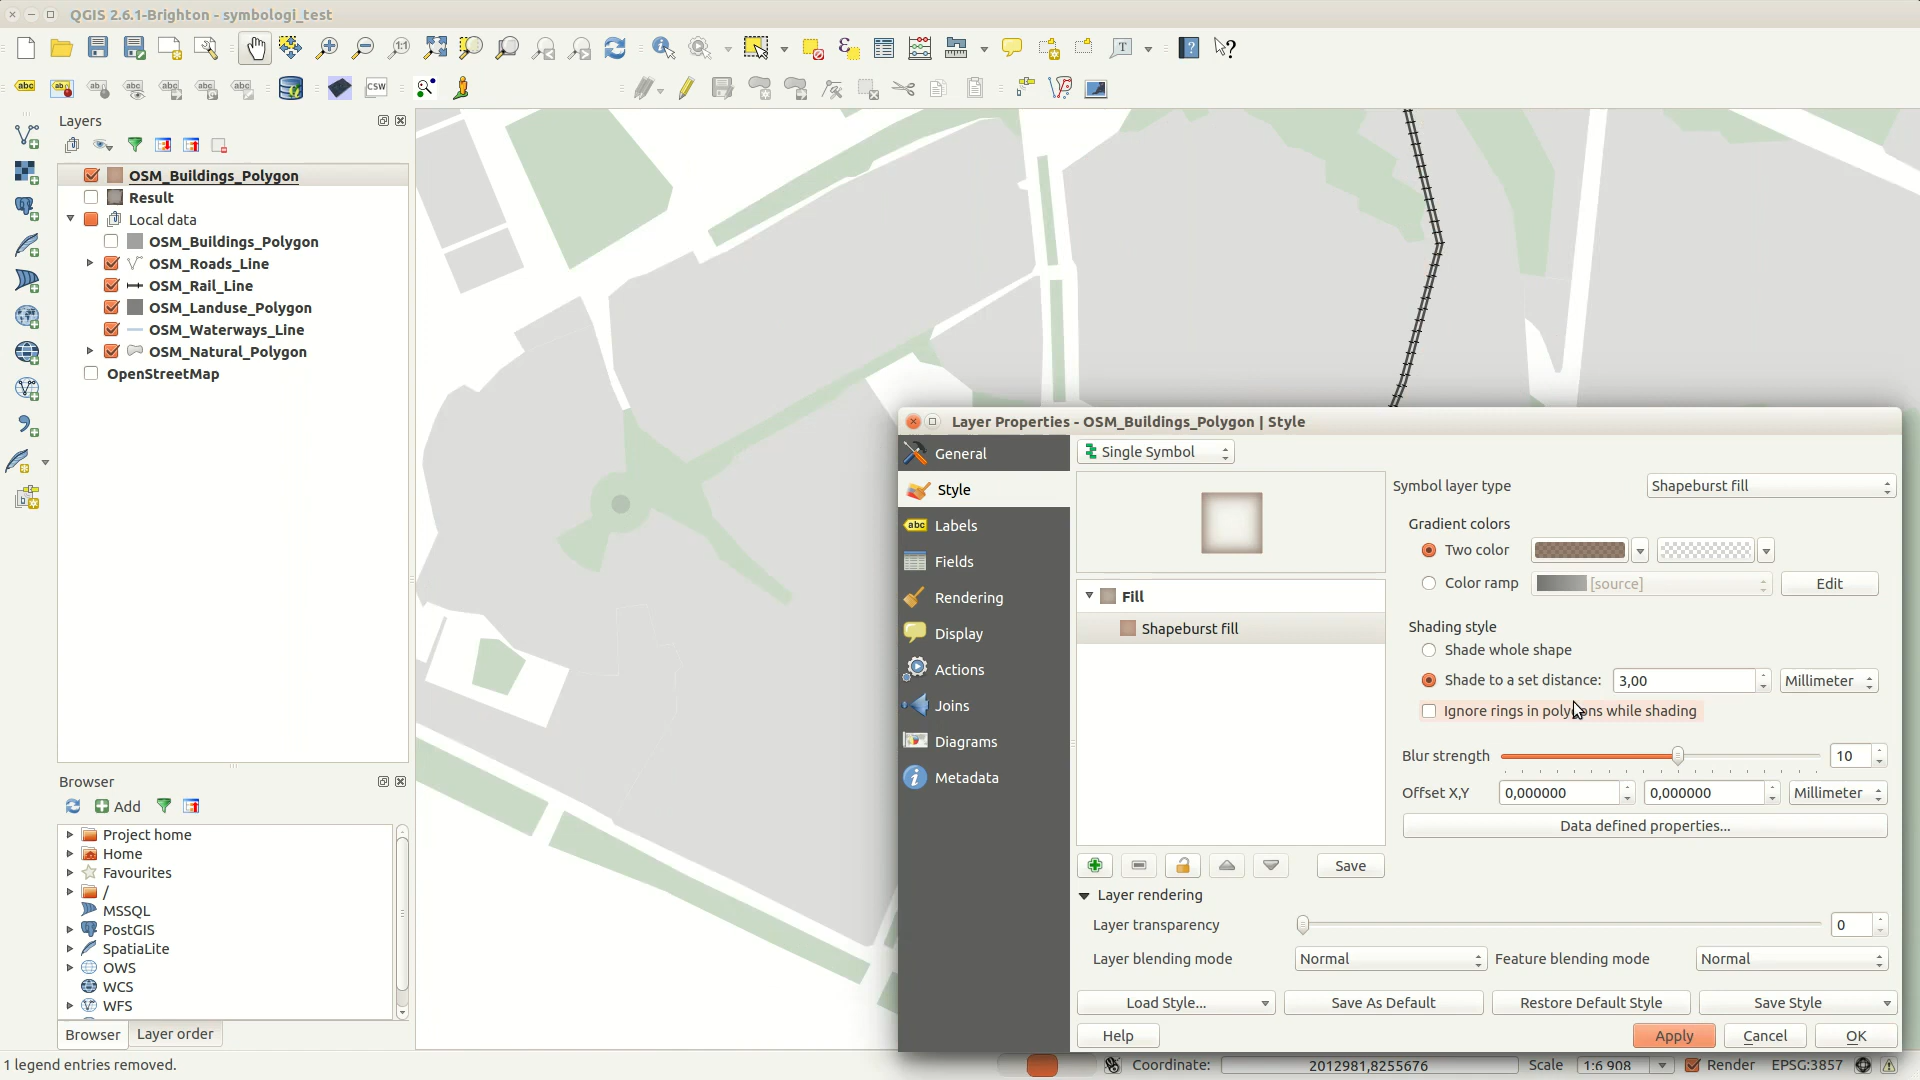 QGIS 2.6.1-Brighton - symbologi_test
Layers
OSM_Buildings_Polygon
Result
Local data
OSM_Buildings_Polygon
OSM_Roads_Line
OSM_Rail_Line
OSM_Landuse_Polygon
OSM_Waterways_Line
OSM_Natural_Polygon
OpenStreetMap
Browser
Add
Project home
Home
Favourites
/
MSSQL
PostGIS
SpatiaLite
OWS
WCS
WFS
Browser
Layer order
1 legend entries removed.
Layer Properties - OSM_Buildings_Polygon | Style
General
Style
Labels
Fields
Rendering
Display
Actions
Joins
Diagrams
Metadata
Single Symbol
Fill
Shapeburst fill
Save
Symbol layer type
Shapeburst fill
Gradient colors
Two color
Color ramp
[source]
Edit
Shading style
Shade whole shape
Shade to a set distance:
3,00
Millimeter
Ignore rings in polygons while shading
Blur strength
10
Offset X,Y
0,000000
0,000000
Millimeter
Data defined properties...
Layer rendering
Layer transparency
0
Layer blending mode
Normal
Feature blending mode
Normal
Load Style...
Save As Default
Restore Default Style
Save Style
Help
Apply
Cancel
OK
Coordinate:
2012981,8255676
Scale
1:6 908
Render
EPSG:3857